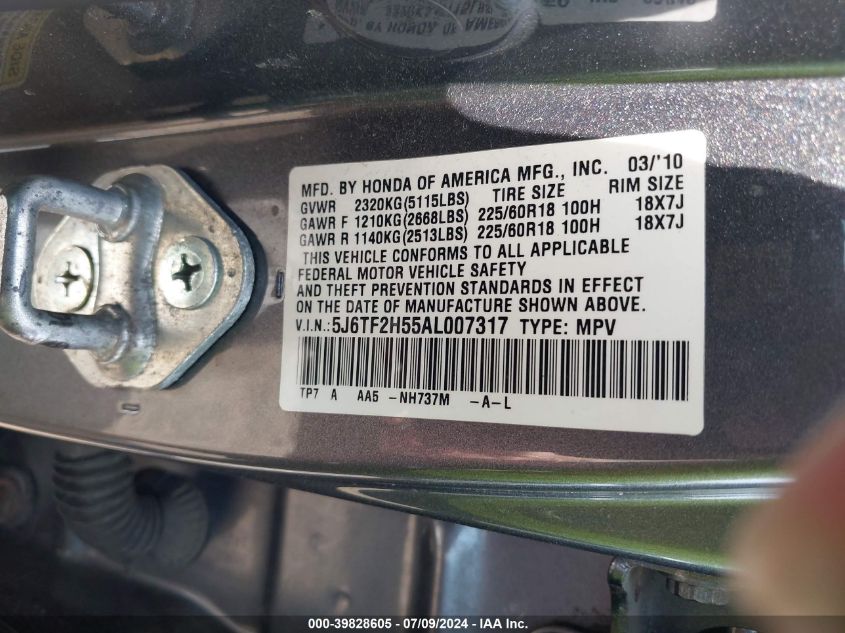 MFD. BY HONDA OF AMERICA MFG., INC. 03/'10
GVWR 2320KG(5115LBS) TIRE SIZE RIM SIZE
GAWR F 1210KG(2668LBS) 225/60R18 100H 18X7J
GAWR R 1140KG(2513LBS) 225/60R18 100H 18X7J
THIS VEHICLE CONFORMS TO ALL APPLICABLE
FEDERAL MOTOR VEHICLE SAFETY
AND THEFT PREVENTION STANDARDS IN EFFECT
ON THE DATE OF MANUFACTURE SHOWN ABOVE.
V.I.N.:5J6TF2H55AL007317 TYPE: MPV
TP7 A AA5 -NH737M -A-L
000-39828605 / 07/09/2024 - IAA Inc.